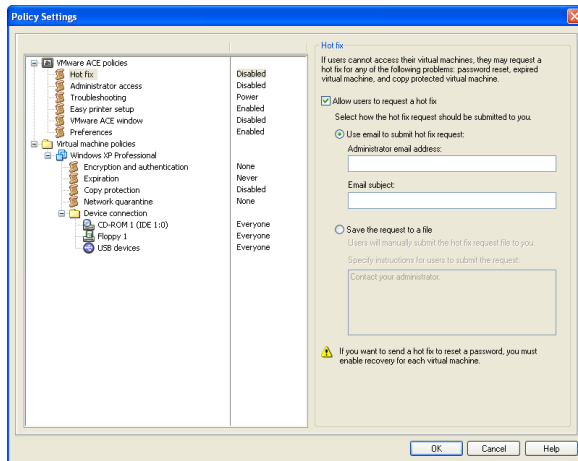 Policy Settings
VMware ACE policies
Hot fix Disabled
Administrator access Disabled
Troubleshooting Power
Easy printer setup Enabled
VMware ACE window Disabled
Preferences Enabled
Virtual machine policies
Windows XP Professional
Encryption and authentication None
Expiration Never
Copy protection Disabled
Network quarantine None
Device connection
CD-ROM 1 (IDE 1:0) Everyone
Floppy 1 Everyone
USB devices Everyone
Hot fix
If users cannot access their virtual machines, they may request a
hot fix for any of the following problems: password reset, expired
virtual machine, and copy protected virtual machine.
Allow users to request a hot fix
Select how the hot fix request should be submitted to you.
Use email to submit hot fix request:
Administrator email address:
Email subject:
Save the request to a file
Users will manually submit the hot fix request file to you.
Specify instructions for users to submit the request:
Contact your administrator.
If you want to send a hot fix to reset a password, you must
enable recovery for each virtual machine.
OK Cancel Help